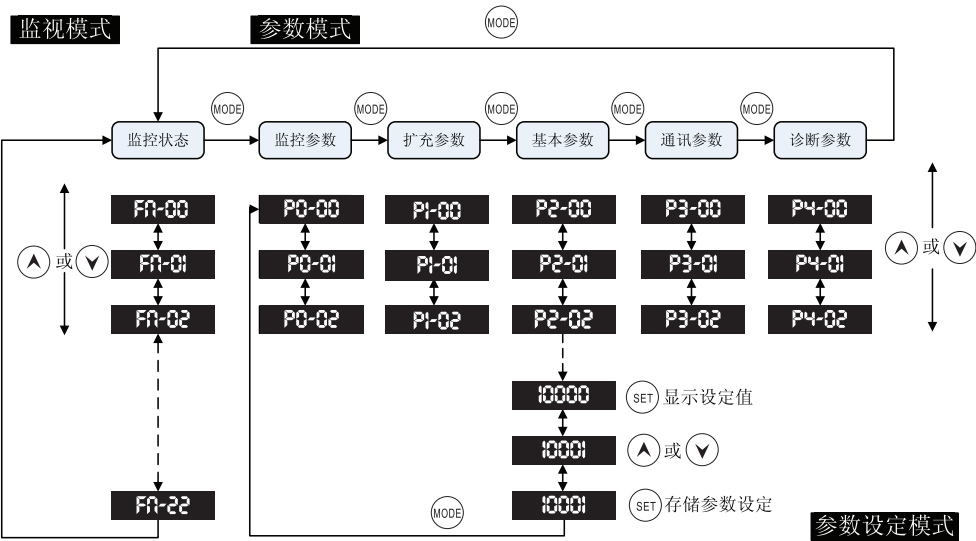 监视模式
参数模式
MODE
MODE
MODE
MODE
MODE
MODE
监控状态
监控参数
扩充参数
基本参数
通讯参数
诊断参数
Fn-00
P0-00
P1-00
P2-00
P3-00
P4-00
或
或
Fn-01
P0-01
P1-01
P2-01
P3-01
P4-01
Fn-02
P0-02
P1-02
P2-02
P3-02
P4-02
10000
SET 显示设定值
10001
或
Fn-22
MODE
10001
SET 存储参数设定
参数设定模式